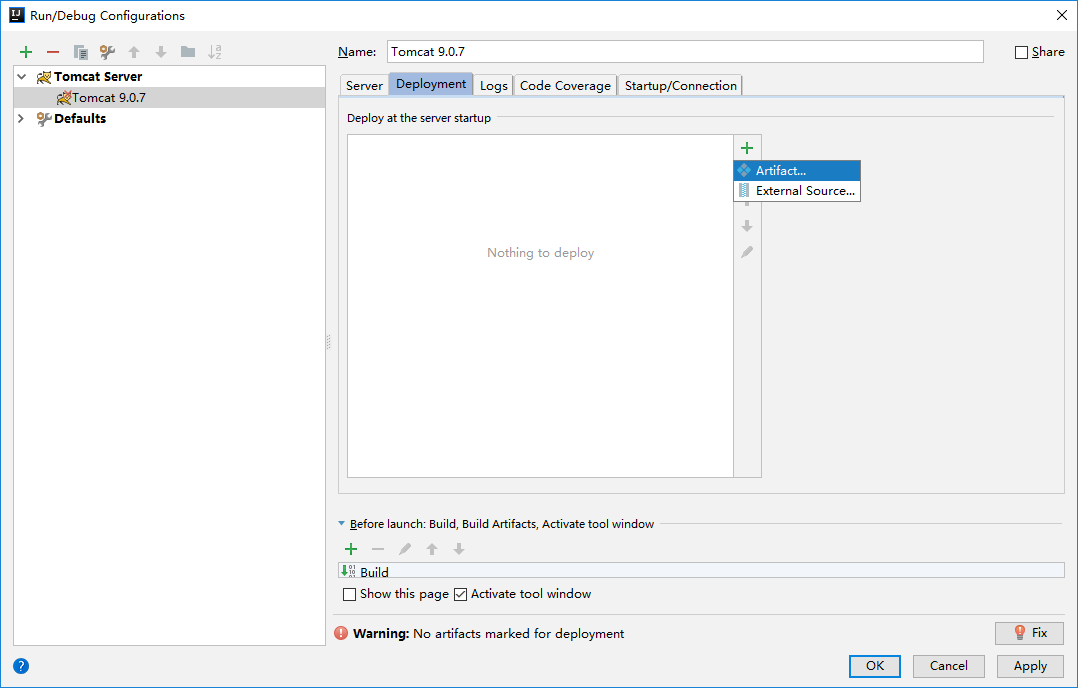 Run/Debug Configurations
Tomcat Server
Tomcat 9.0.7
Defaults
Name: Tomcat 9.0.7 Share
Server Deployment Logs Code Coverage Startup/Connection
Deploy at the server startup
Artifact...
External Source...
Nothing to deploy
Before launch: Build, Build Artifacts, Activate tool window
Build
Show this page Activate tool window
Warning: No artifacts marked for deployment Fix
? OK Cancel Apply